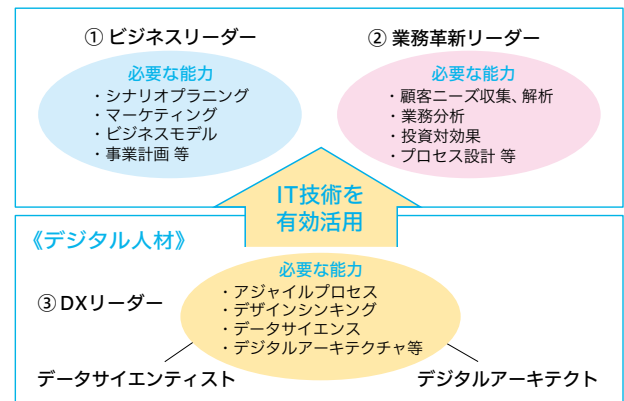 ① ビジネスリーダー
必要な能力
・シナリオプラニング
・マーケティング
・ビジネスモデル
・事業計画 等
② 業務革新リーダー
必要な能力
・顧客ニーズ収集、解析
・業務分析
・投資対効果
・プロセス設計 等
IT技術を
有効活用
《デジタル人材》
③ DXリーダー
必要な能力
・アジャイルプロセス
・デザインシンキング
・データサイエンス
・デジタルアーキテクチャ等
データサイエンティスト
デジタルアーキテクト